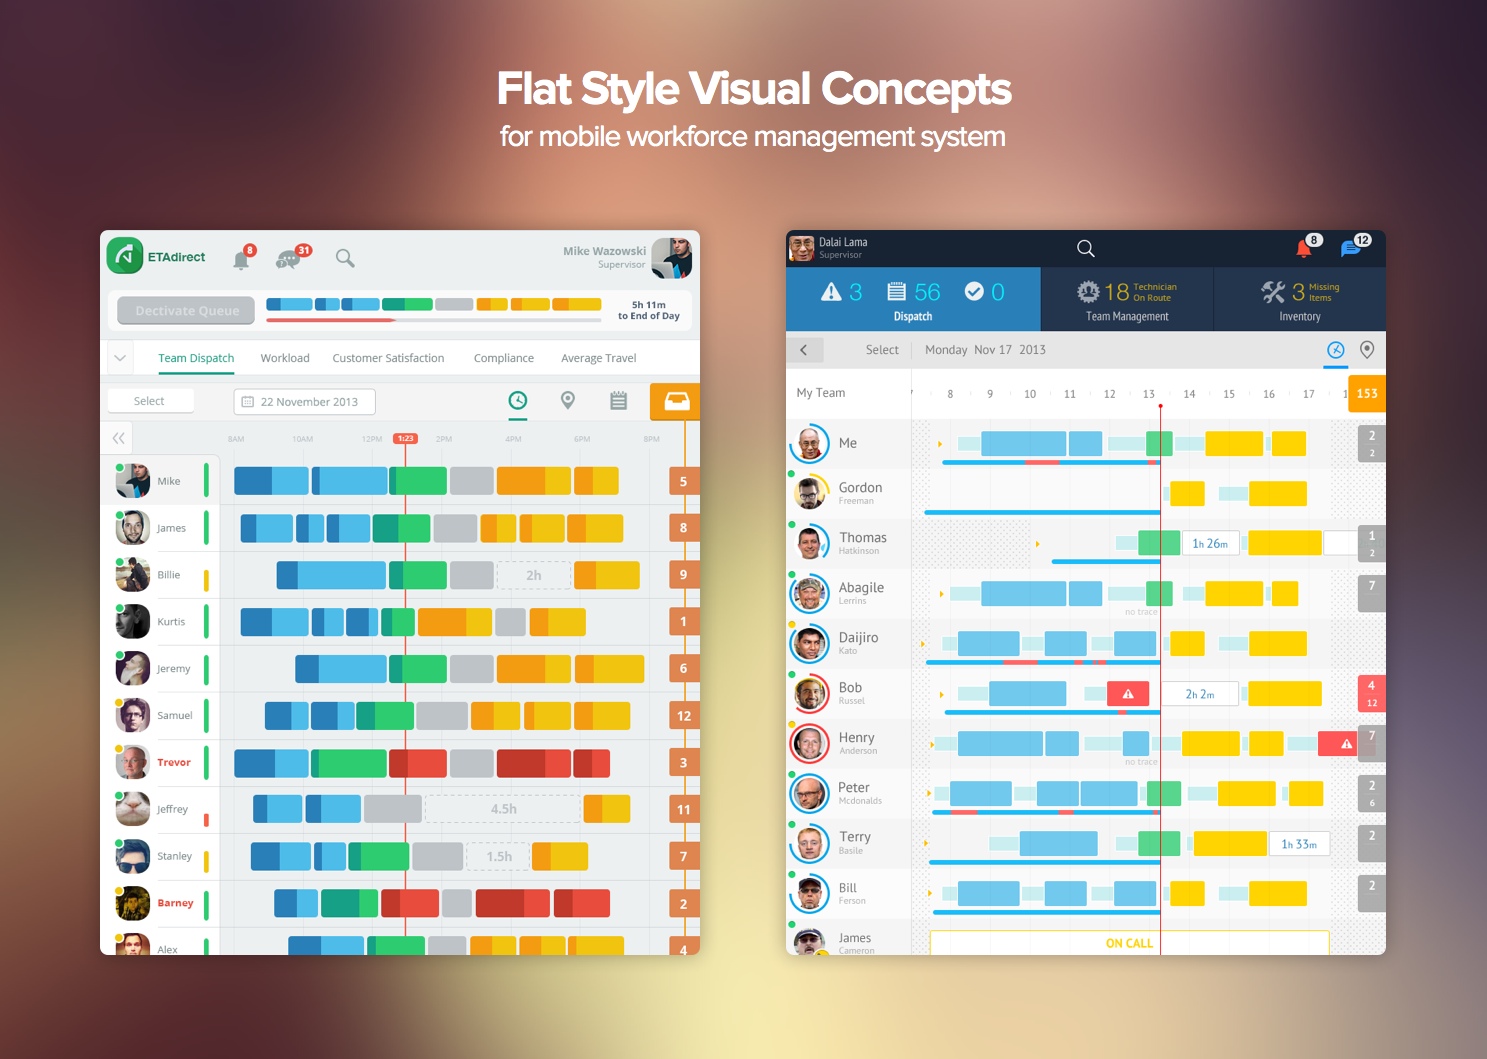 Flat Style Visual Concepts
for mobile workforce management system
ETAdirect
8
31
Mike Wazowski
Supervisor
Dectivate Queue
5h 11m
to End of Day
Team Dispatch Workload Customer Satisfaction Compliance Average Travel
Select
22 November 2013
8AM 10AM 12PM 1:23 2PM 4PM 6PM 8PM
Mike 5
James 8
Billie 2h 9
Kurtis 1
Jeremy 6
Samuel 12
Trevor 3
Jeffrey 4.5h 11
Stanley 1.5h 7
Barney 2
Alex 4
Dalai Lama
Supervisor
8
12
3 56 0
Dispatch
18 Technician
On Route
Team Management
3 Missing
Items
Inventory
Select Monday Nov 17 2013
My Team 8 9 10 11 12 13 14 15 16 17 153
Me 2
2
Gordon
Freeman
Thomas 1h 26m 1
Hatkinson 2
Abagile 7
Lerrins
no trace
Daijiro
Kato
Bob 2h 2m 4
Russel 12
Henry 7
Anderson
no trace
Peter 2
Mcdonalds 6
Terry 1h 33m 2
Basile
Bill 2
Ferson
James ON CALL
Cameron